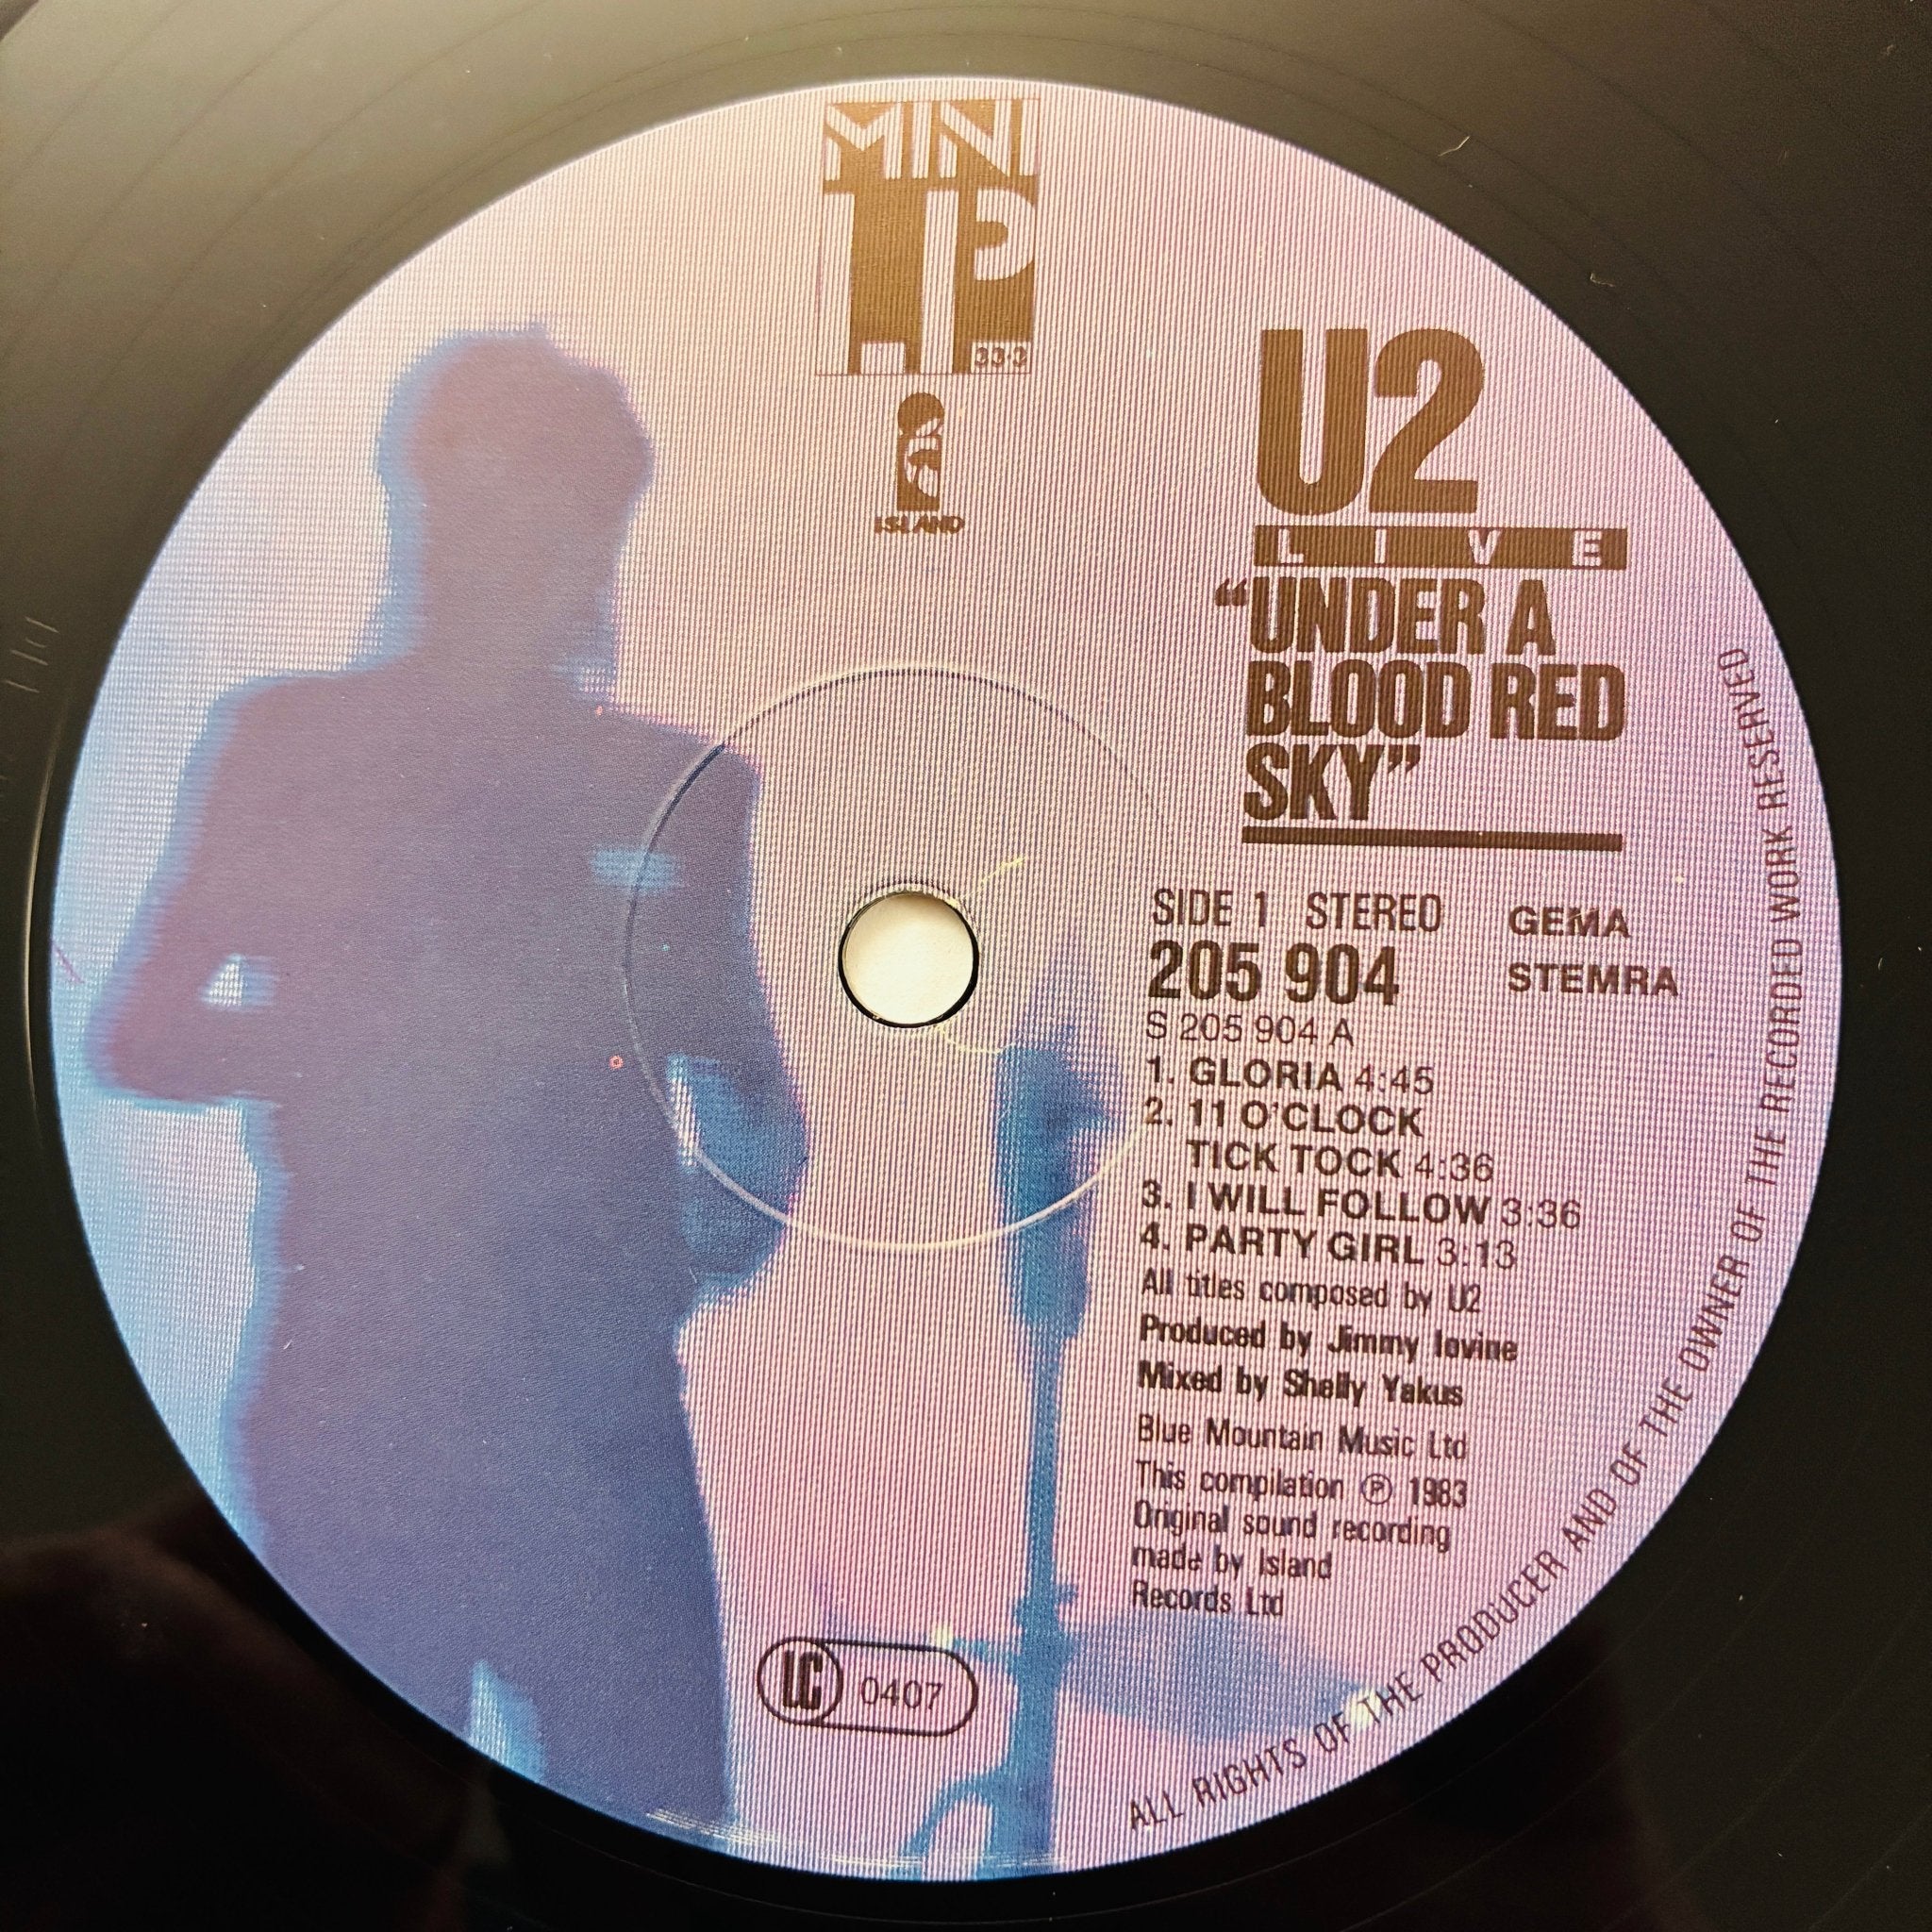 MINI
LP
33·3
ISLAND
U2
LIVE
“UNDER A
BLOOD RED
SKY”
SIDE 1 STEREO GEMA
205 904 STEMRA
S 205 904 A
1. GLORIA 4:45
2. 11 O'CLOCK
TICK TOCK 4:36
3. I WILL FOLLOW 3:36
4. PARTY GIRL 3:13
All titles composed by U2
Produced by Jimmy Iovine
Mixed by Shelly Yakus
Blue Mountain Music Ltd
This compilation ℗ 1983
Original sound recording
made by Island
Records Ltd
LC 0407
ALL RIGHTS OF THE PRODUCER AND OF THE OWNER OF THE RECORDED WORK RESERVED